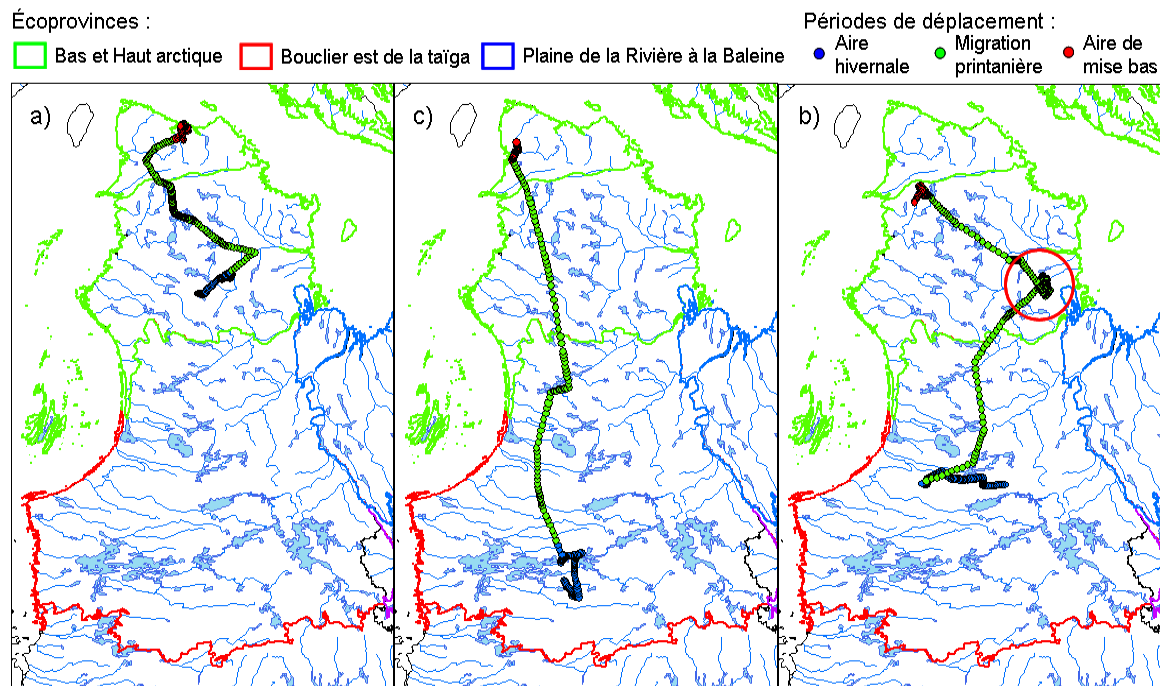 Écoprovinces :
Bas et Haut arctique
Bouclier est de la taïga
Plaine de la Rivière à la Baleine
Périodes de déplacement :
Aire
hivernale
Migration
printanière
Aire de
mise bas
a)
c)
b)